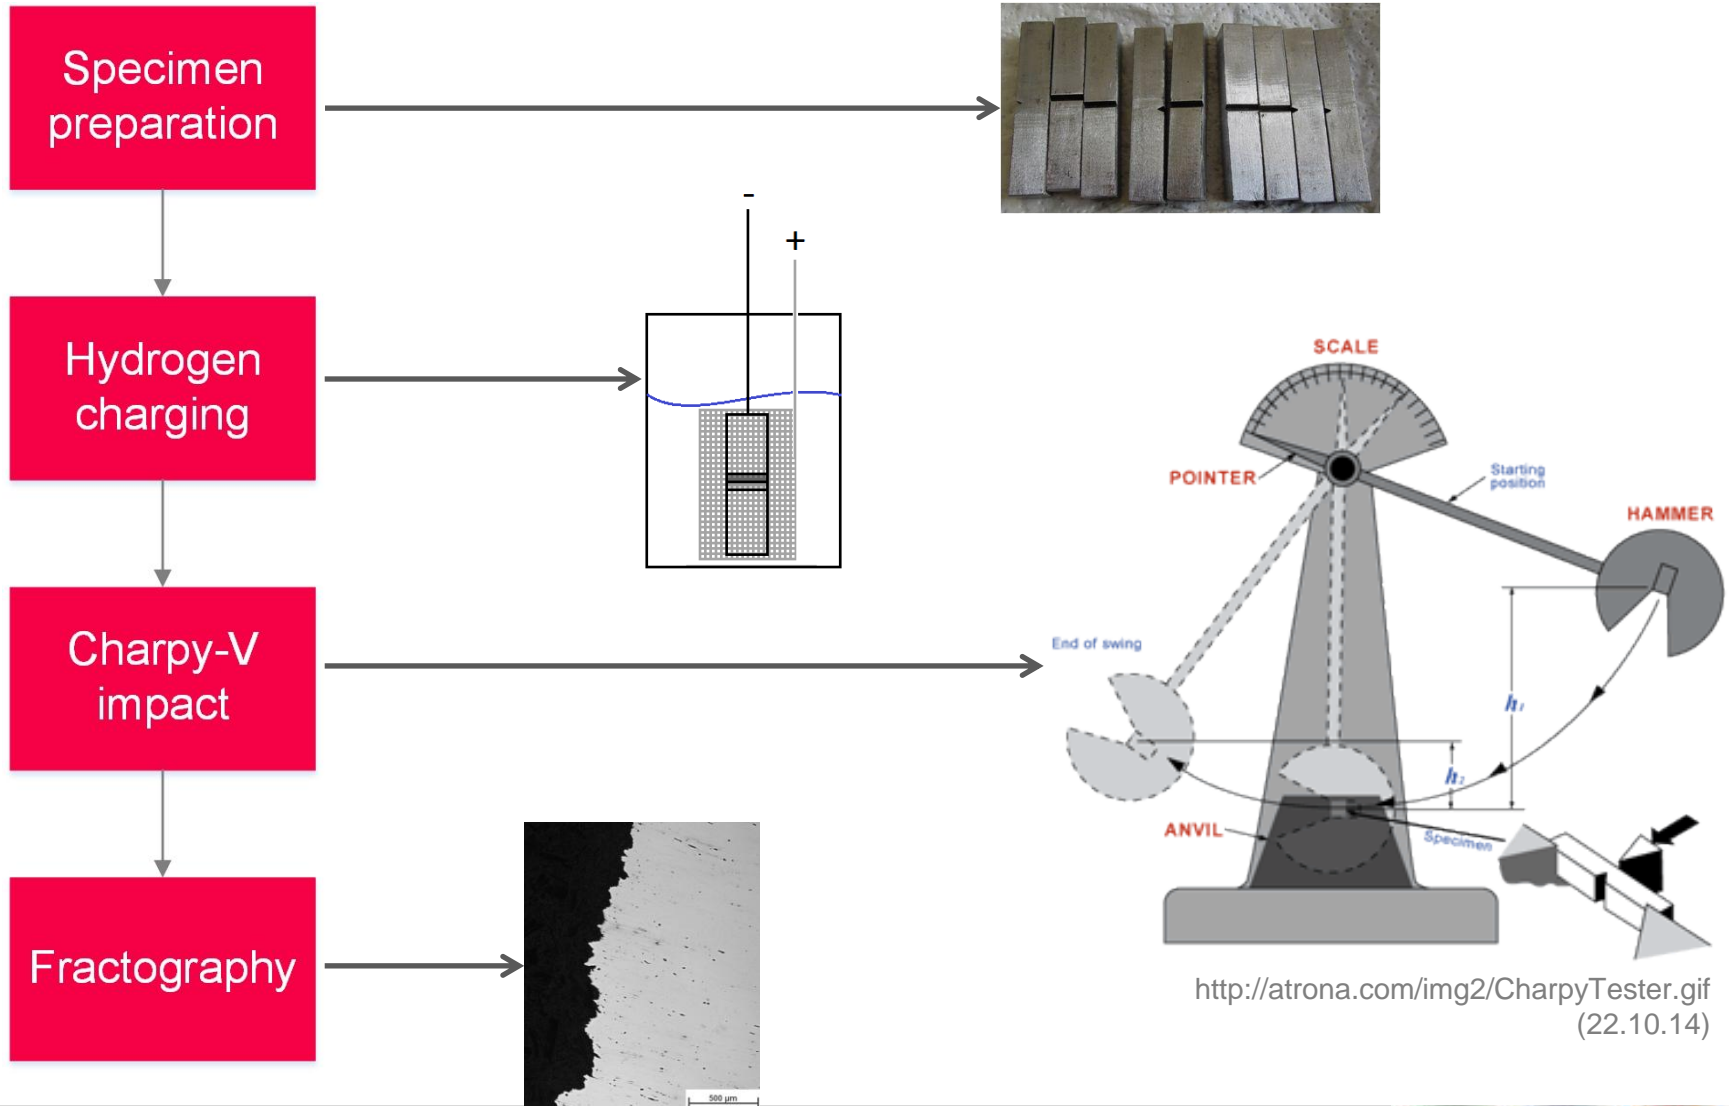 Specimen
preparation
-
+
Hydrogen
charging
SCALE
POINTER
Starting
position
HAMMER
Charpy-V
impact
End of swing
h1
h2
ANVIL
Specimen
Fractography
http://atrona.com/img2/CharpyTester.gif
(22.10.14)
500 µm